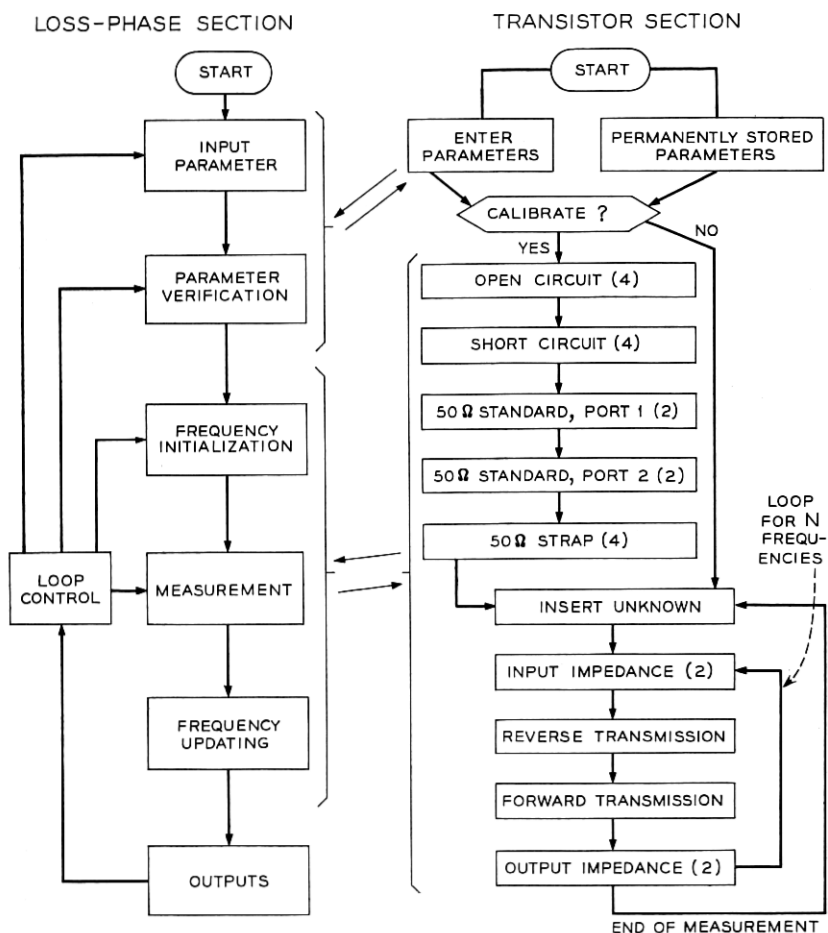 LOSS-PHASE SECTION
START
INPUT
PARAMETER
PARAMETER
VERIFICATION
FREQUENCY
INITIALIZATION
LOOP
CONTROL
MEASUREMENT
FREQUENCY
UPDATING
OUTPUTS
TRANSISTOR SECTION
START
ENTER
PARAMETERS
PERMANENTLY STORED
PARAMETERS
CALIBRATE ?
NO
YES
OPEN CIRCUIT (4)
SHORT CIRCUIT (4)
50Ω STANDARD, PORT 1 (2)
50Ω STANDARD, PORT 2 (2)
50Ω STRAP (4)
LOOP
FOR N
FREQU-
ENCIES
INSERT UNKNOWN
INPUT IMPEDANCE (2)
REVERSE TRANSMISSION
FORWARD TRANSMISSION
OUTPUT IMPEDANCE (2)
END OF MEASUREMENT